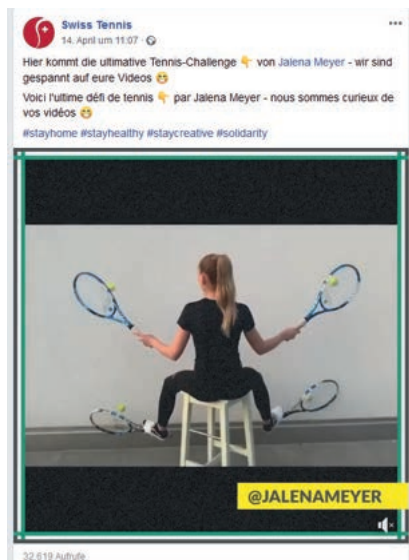 Swiss Tennis
14. April um 11:07 ·
Hier kommt die ultimative Tennis-Challenge 👇 von Jalena Meyer - wir sind
gespannt auf eure Videos 😁
Voici l'ultime défi de tennis 👇 par Jalena Meyer - nous sommes curieux de
vos vidéos 😁
#stayhome #stayhealthy #staycreative #solidarity
@JALENAMEYER
32.619 Aufrufe